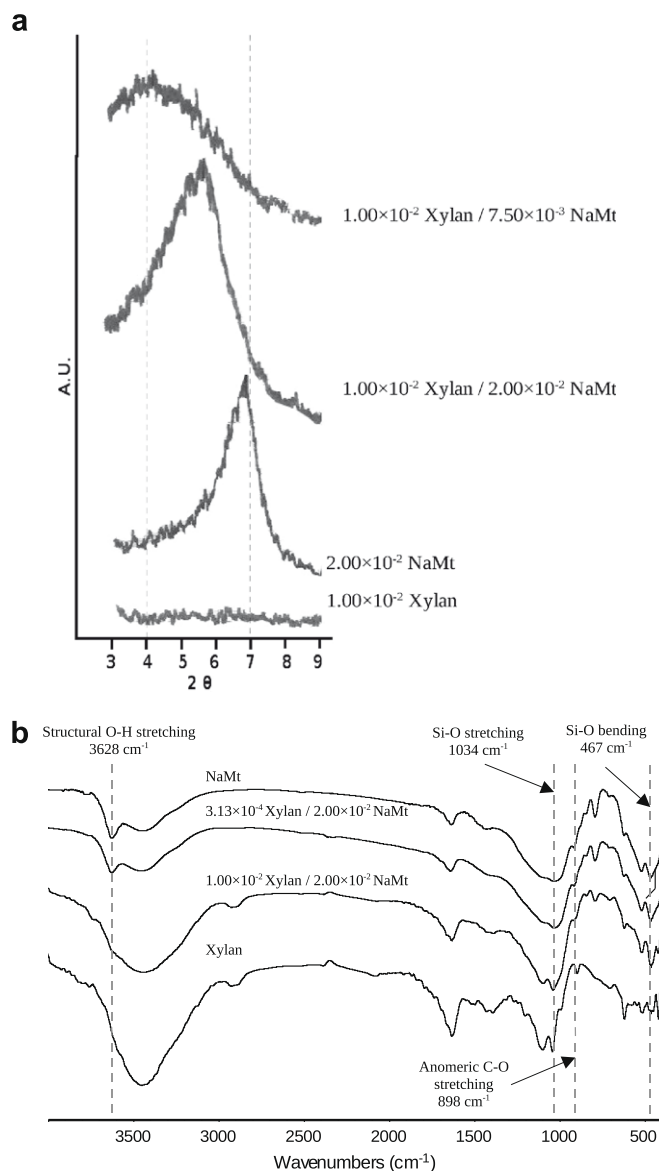 a
1.00×10⁻² Xylan / 7.50×10⁻³ NaMt
A.U.
1.00×10⁻² Xylan / 2.00×10⁻² NaMt
2.00×10⁻² NaMt
1.00×10⁻² Xylan
3 4 5 6 7 8 9
2 θ
b
Structural O-H stretching
3628 cm⁻¹
Si-O stretching
1034 cm⁻¹
Si-O bending
467 cm⁻¹
NaMt
3.13×10⁻⁴ Xylan / 2.00×10⁻² NaMt
1.00×10⁻² Xylan / 2.00×10⁻² NaMt
Xylan
Anomeric C-O
stretching
898 cm⁻¹
3500 3000 2500 2000 1500 1000 500
Wavenumbers (cm⁻¹)